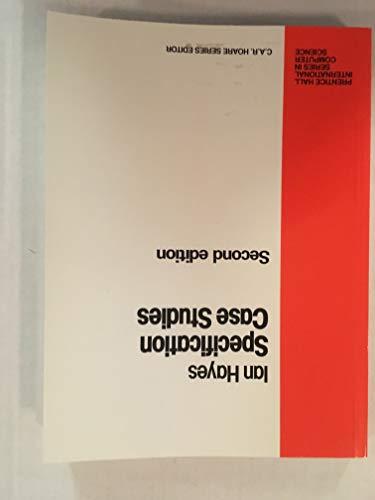 Ian Hayes
Specification
Case Studies
Second edition
C.A.R. HOARE SERIES EDITOR
PRENTICE HALL
INTERNATIONAL
SERIES IN
COMPUTER
SCIENCE